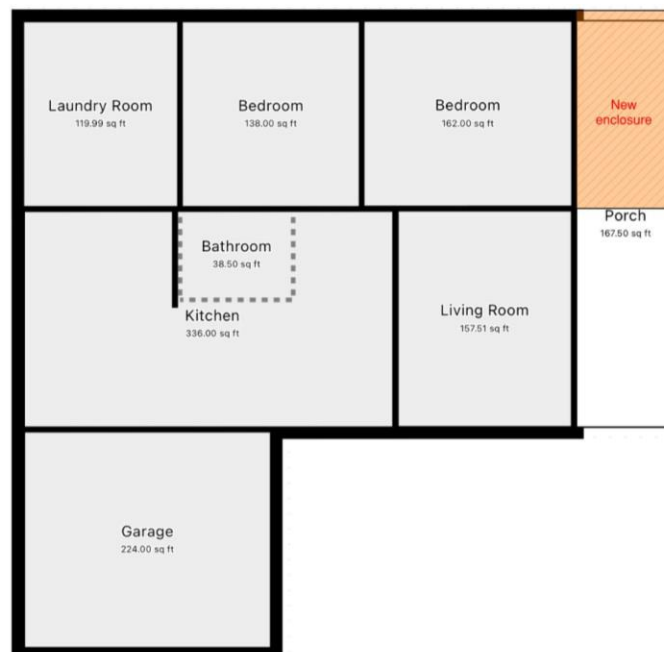 Laundry Room
119.99 sq ft
Bedroom
138.00 sq ft
Bedroom
162.00 sq ft
New
enclosure
Porch
167.50 sq ft
Bathroom
38.50 sq ft
Kitchen
336.00 sq ft
Living Room
157.51 sq ft
Garage
224.00 sq ft